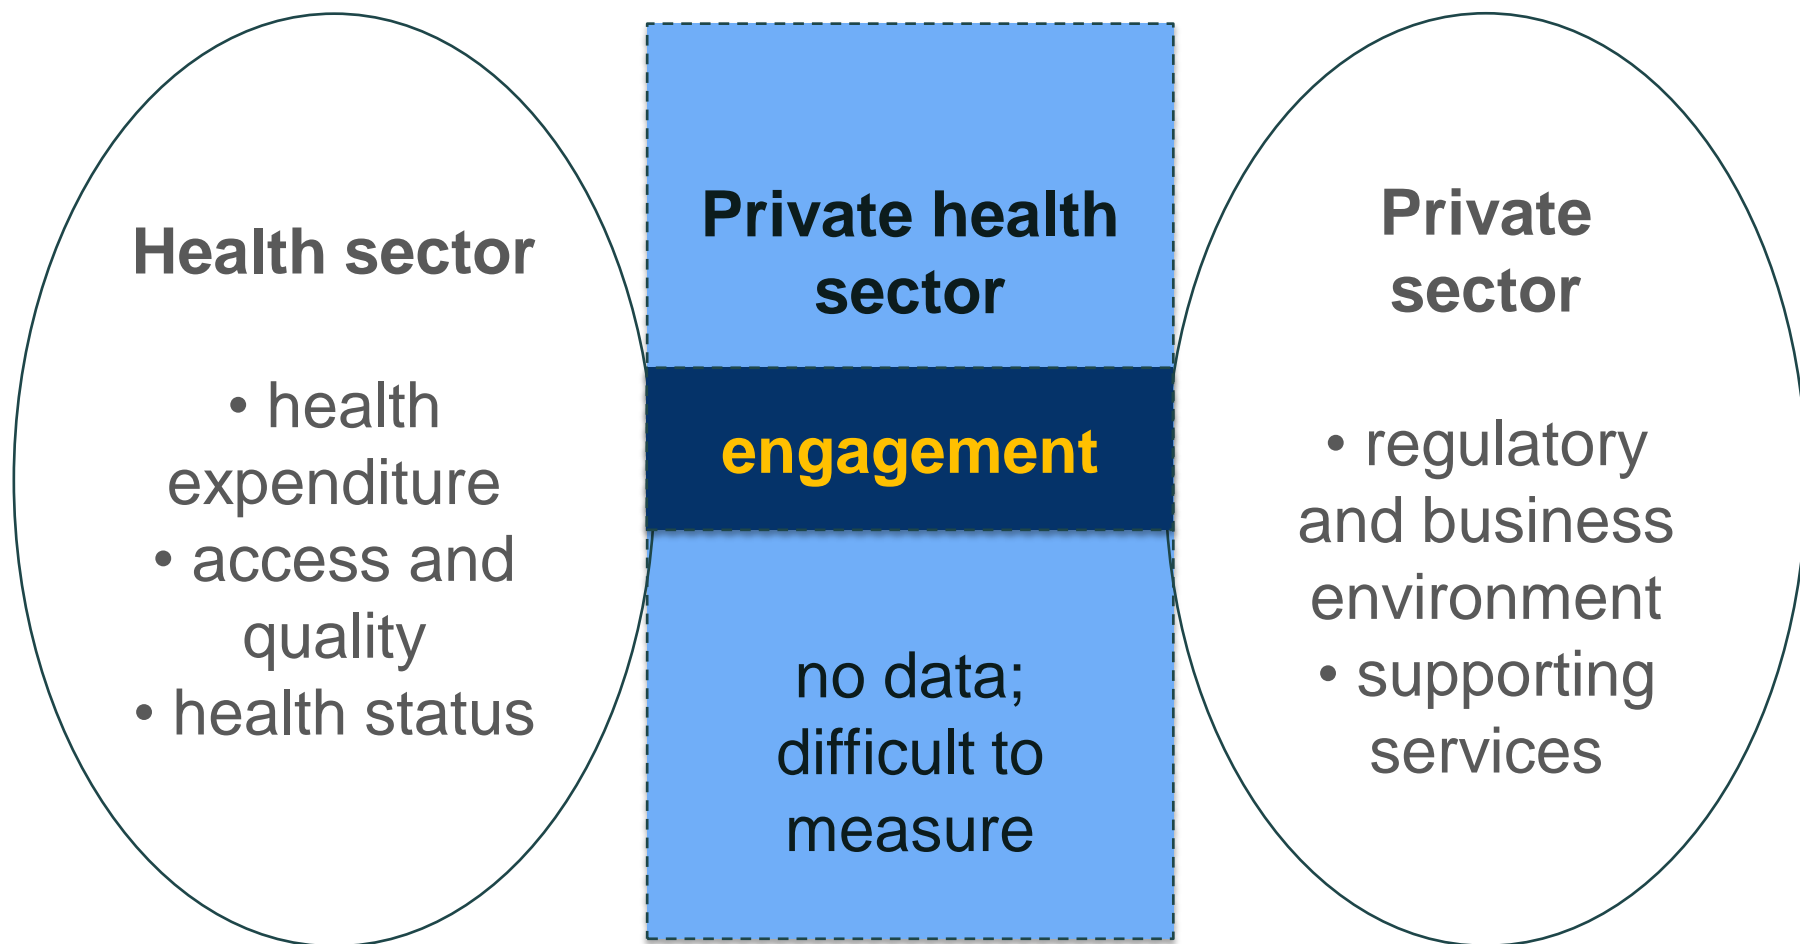 Health sector
• health
expenditure
• access and
quality
• health status
Private health
sector
engagement
no data;
difficult to
measure
Private
sector
• regulatory
and business
environment
• supporting
services